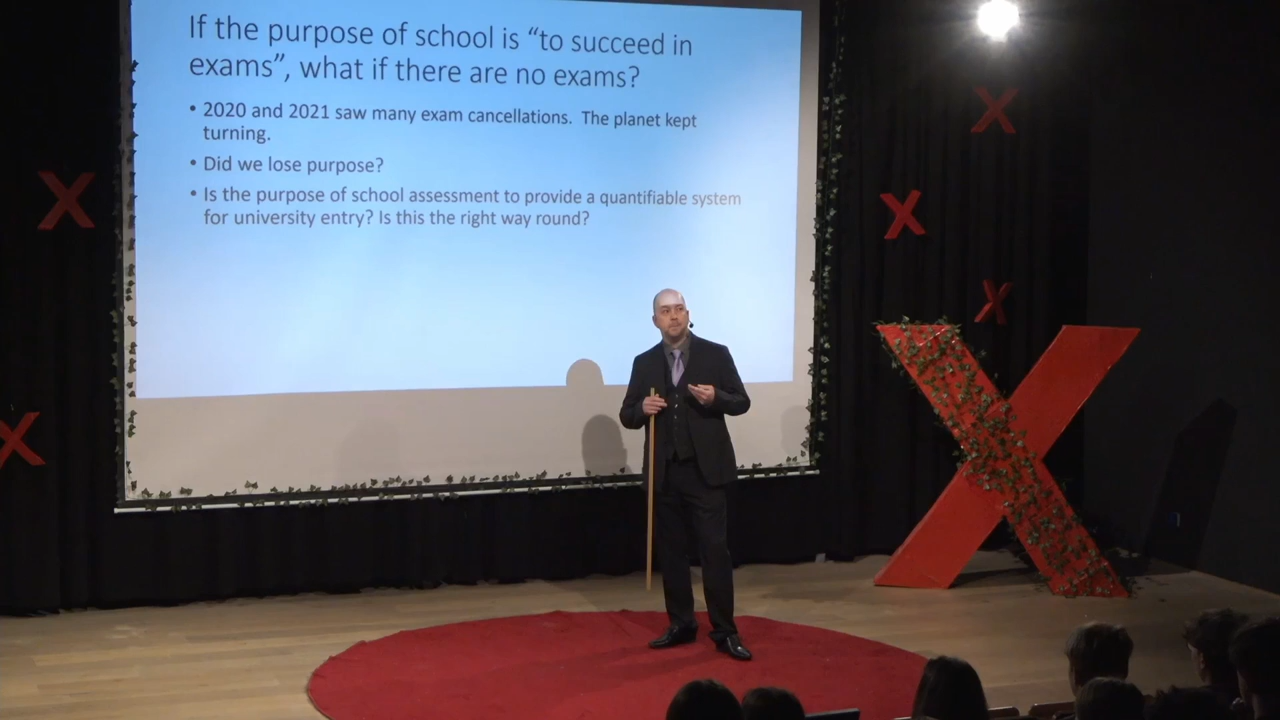 If the purpose of school is “to succeed in
exams”, what if there are no exams?
• 2020 and 2021 saw many exam cancellations.  The planet kept
turning.
• Did we lose purpose?
• Is the purpose of school assessment to provide a quantifiable system
for university entry? Is this the right way round?
X
X
X
X
X
X